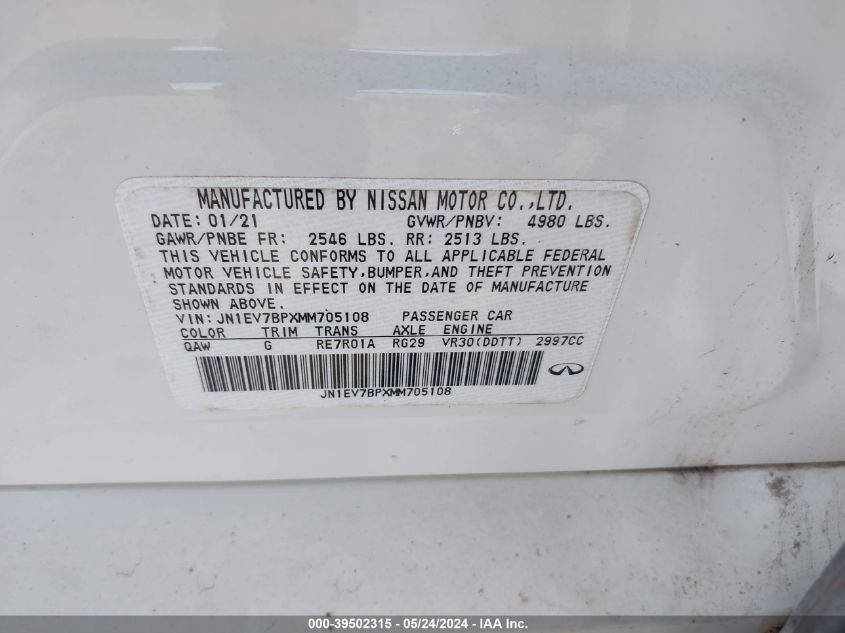 MANUFACTURED BY NISSAN MOTOR CO.,LTD.
DATE: 01/21 GVWR/PNBV: 4980 LBS.
GAWR/PNBE FR: 2546 LBS. RR: 2513 LBS.
THIS VEHICLE CONFORMS TO ALL APPLICABLE FEDERAL
MOTOR VEHICLE SAFETY,BUMPER,AND THEFT PREVENTION
STANDARDS IN EFFECT ON THE DATE OF MANUFACTURE
SHOWN ABOVE.
VIN: JN1EV7BPXMM705108 PASSENGER CAR
COLOR TRIM TRANS AXLE ENGINE
QAW G RE7R01A RG29 VR30(DDTT) 2997CC
JN1EV7BPXMM705108
000-39502315 - 05/24/2024 - IAA Inc.